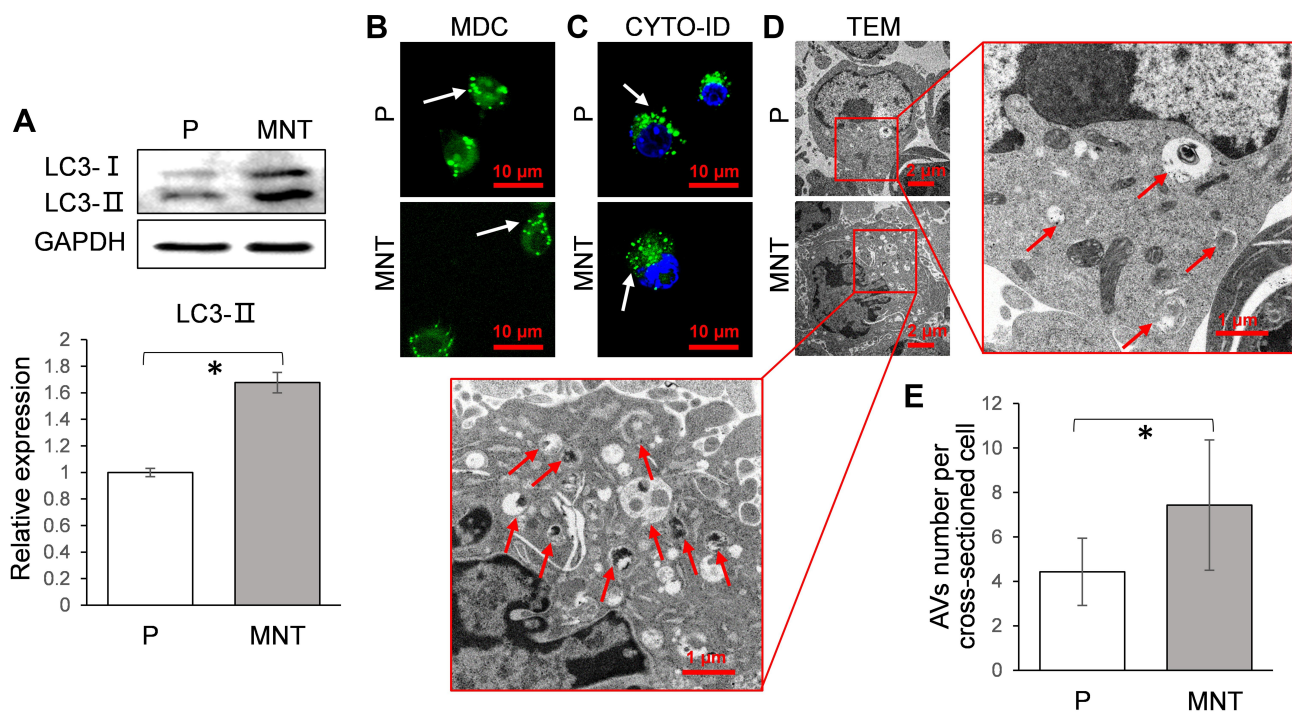 A
P MNT
LC3-Ⅰ
LC3-Ⅱ
GAPDH
LC3-Ⅱ
Relative expression
2
1.8
1.6
1.4
1.2
1
0.8
0.6
0.4
0.2
0
*
P MNT
B
MDC
P
10 µm
MNT
10 µm
C
CYTO-ID
P
10 µm
MNT
10 µm
D
TEM
P
2 µm
MNT
2 µm
1 µm
1 µm
E
AVs number per
cross-sectioned cell
12
10
8
6
4
2
0
*
P MNT